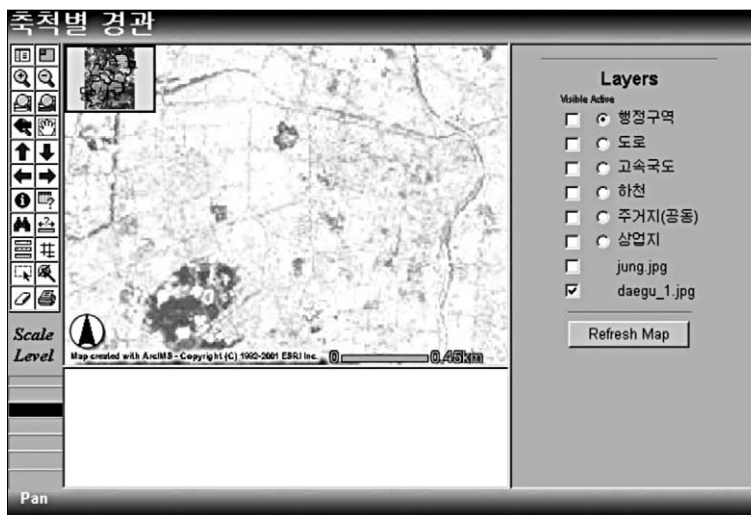 축척별 경관
Layers
Visible Active
행정구역
도로
고속국도
하천
주거지(공동)
상업지
jung.jpg
daegu_1.jpg
Refresh Map
Scale
Level
Map created with ArcIMS - Copyright (C) 1992-2001 ESRI Inc.
0 0.45km
Pan